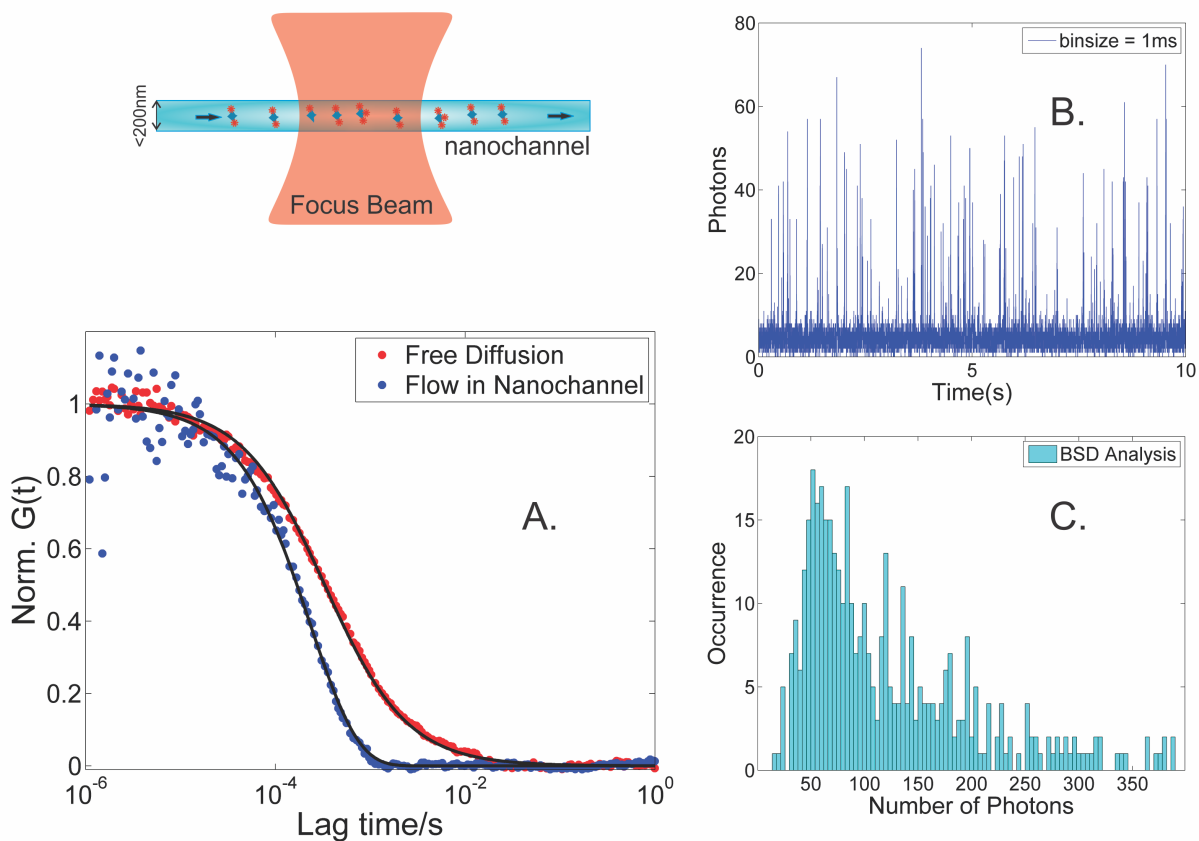 <200nm
nanochannel
Focus Beam
Photons
80
60
40
20
0
0
5
10
Time(s)
binsize = 1ms
B.
Norm. G(t)
1
0.8
0.6
0.4
0.2
0
10^-6
10^-4
10^-2
10^0
Lag time/s
Free Diffusion
Flow in Nanochannel
A.
Occurrence
20
15
10
5
0
50
100
150
200
250
300
350
Number of Photons
BSD Analysis
C.